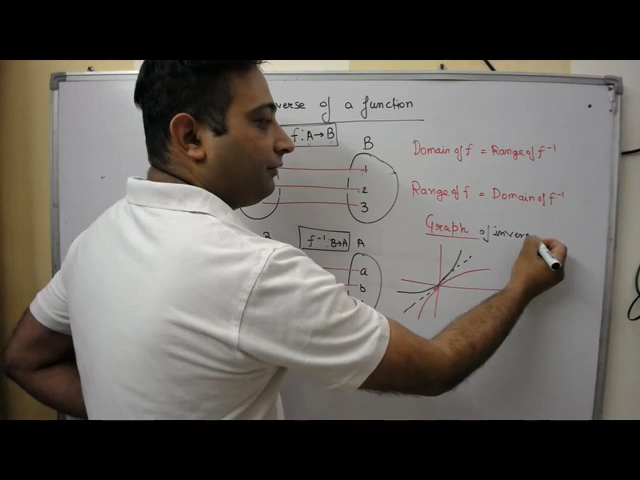 verse of a function
f: A → B
B
1
2
3
Domain of f = Range of f⁻¹
Range of f = Domain of f⁻¹
Graph of inver
f⁻¹: B→A
A
a
b